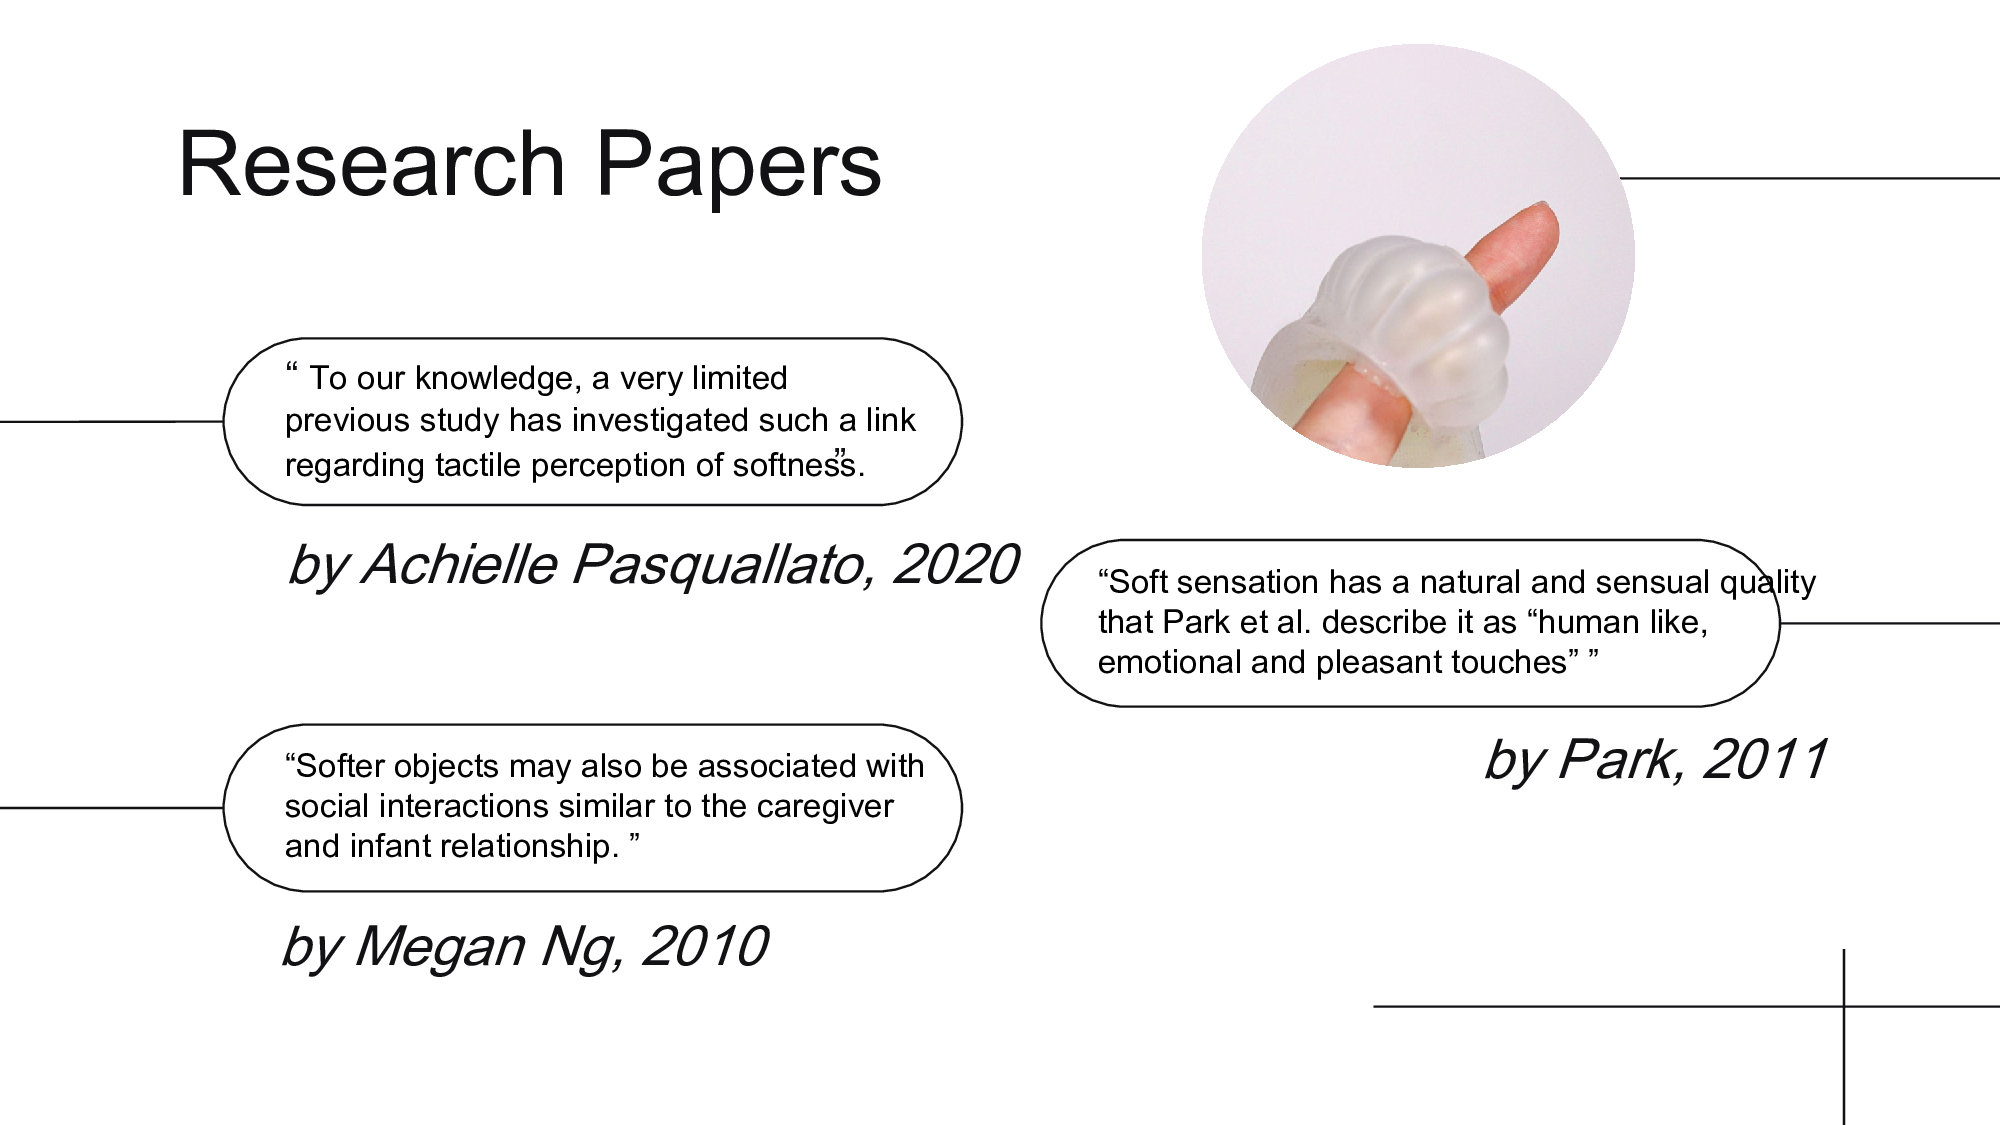 Research Papers
“ To our knowledge, a very limited
previous study has investigated such a link
regarding tactile perception of softness.”
by Achielle Pasquallato, 2020
“Soft sensation has a natural and sensual quality
that Park et al. describe it as “human like,
emotional and pleasant touches” ”
by Park, 2011
“Softer objects may also be associated with
social interactions similar to the caregiver
and infant relationship. ”
by Megan Ng, 2010